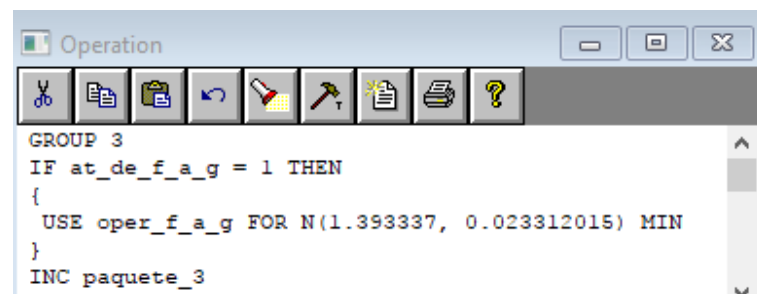 Operation
GROUP 3
IF at_de_f_a_g = 1 THEN
{
USE oper_f_a_g FOR N(1.393337, 0.023312015) MIN
}
INC paquete_3